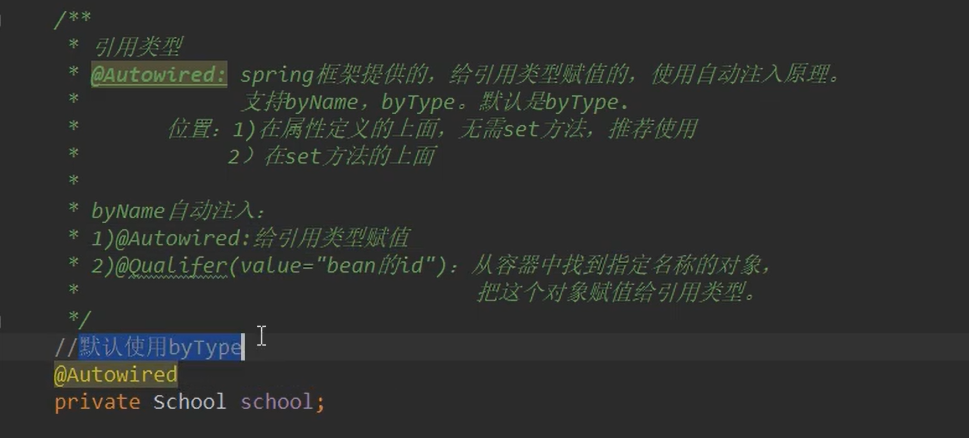 /**
* 引用类型
* @Autowired: spring框架提供的，给引用类型赋值的，使用自动注入原理。
* 支持byName，byType。默认是byType.
* 位置：1)在属性定义的上面，无需set方法，推荐使用
* 2）在set方法的上面
*
* byName自动注入：
* 1)@Autowired:给引用类型赋值
* 2)@Qualifer(value="bean的id")：从容器中找到指定名称的对象，
* 把这个对象赋值给引用类型。
*/
//默认使用byType
@Autowired
private School school;